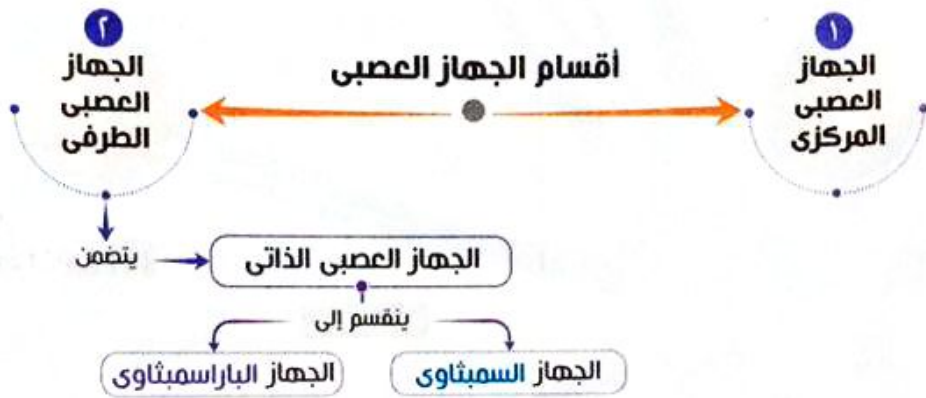 أقسام الجهاز العصبى
١
الجهاز
العصبى
المركزى
٢
الجهاز
العصبى
الطرفى
يتضمن
الجهاز العصبى الذاتى
ينقسم إلى
الجهاز السمبثاوى
الجهاز الباراسمبثاوى